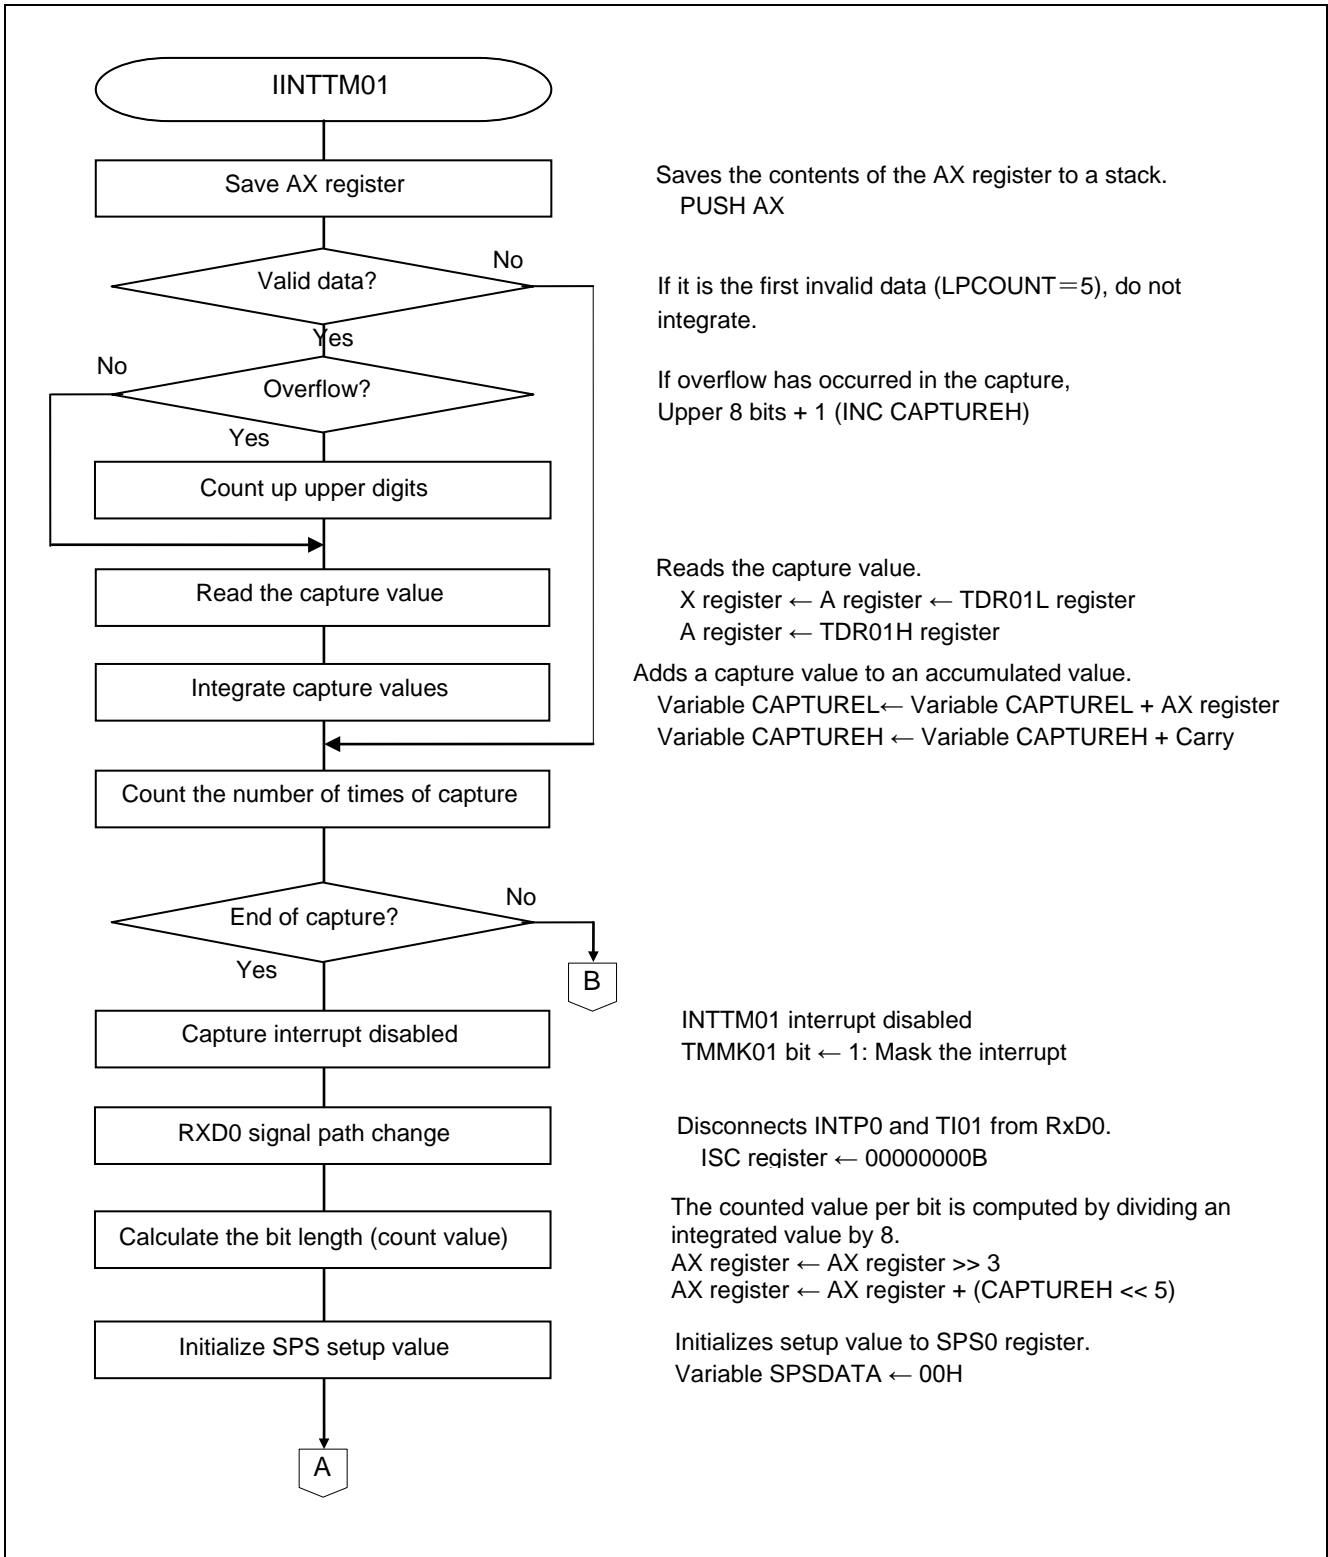 IINTTM01
Save AX register
Saves the contents of the AX register to a stack.
PUSH AX
Valid data?
No
If it is the first invalid data (LPCOUNT＝5), do not
integrate.
Yes
No
Overflow?
If overflow has occurred in the capture,
Upper 8 bits + 1 (INC CAPTUREH)
Yes
Count up upper digits
Read the capture value
Reads the capture value.
X register ← A register ← TDR01L register
A register ← TDR01H register
Integrate capture values
Adds a capture value to an accumulated value.
Variable CAPTUREL← Variable CAPTUREL + AX register
Variable CAPTUREH ← Variable CAPTUREH + Carry
Count the number of times of capture
End of capture?
No
Yes
B
Capture interrupt disabled
INTTM01 interrupt disabled
TMMK01 bit ← 1: Mask the interrupt
RXD0 signal path change
Disconnects INTP0 and TI01 from RxD0.
ISC register ← 00000000B
Calculate the bit length (count value)
The counted value per bit is computed by dividing an
integrated value by 8.
AX register ← AX register >> 3
AX register ← AX register + (CAPTUREH << 5)
Initialize SPS setup value
Initializes setup value to SPS0 register.
Variable SPSDATA ← 00H
A